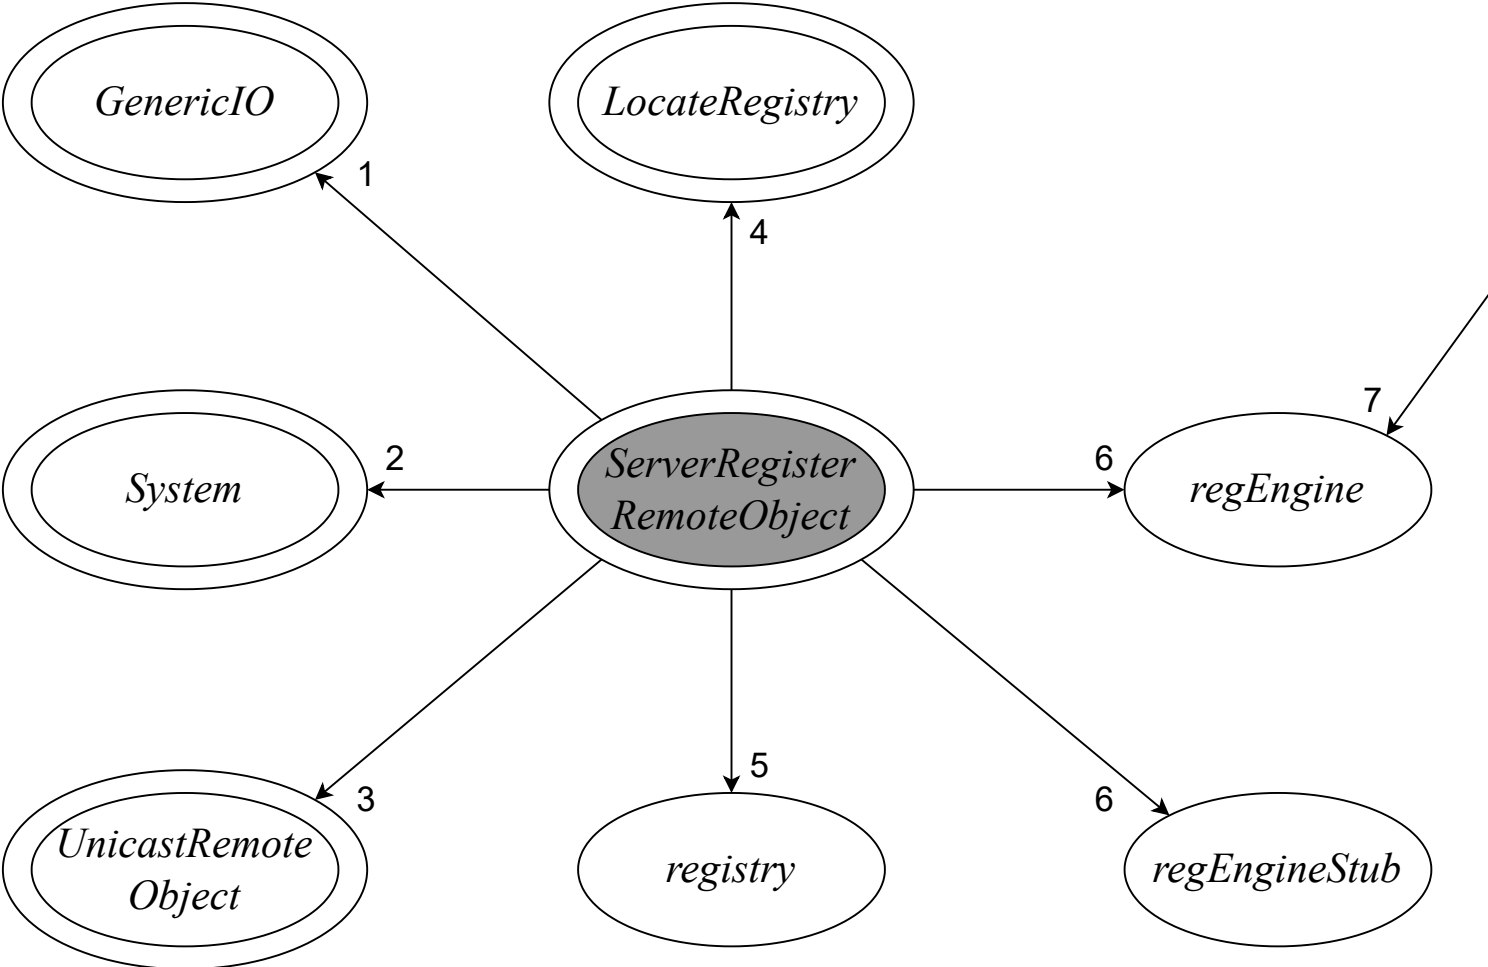 GenericIO
LocateRegistry
1
4
7
System
2
ServerRegister
RemoteObject
6
regEngine
3
5
6
UnicastRemote
Object
registry
regEngineStub